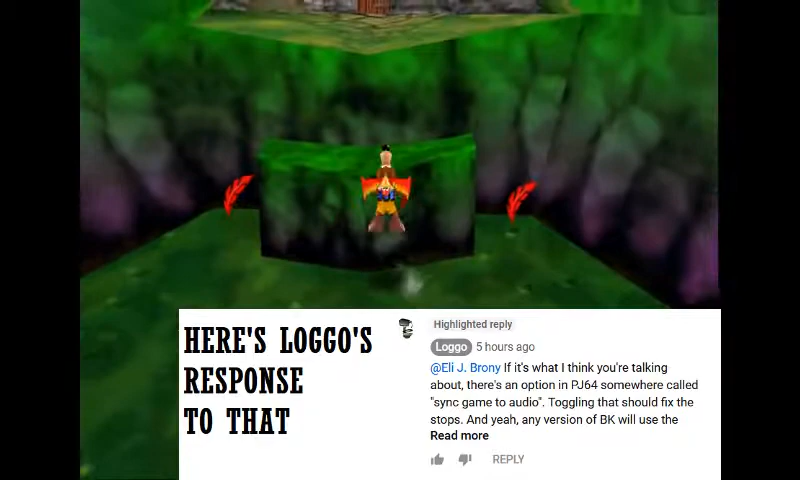 HERE'S LOGGO'S
RESPONSE
TO THAT
Highlighted reply
Loggo 5 hours ago
@Eli J. Brony If it's what I think you're talking
about, there's an option in PJ64 somewhere called
"sync game to audio". Toggling that should fix the
stops. And yeah, any version of BK will use the
Read more
REPLY